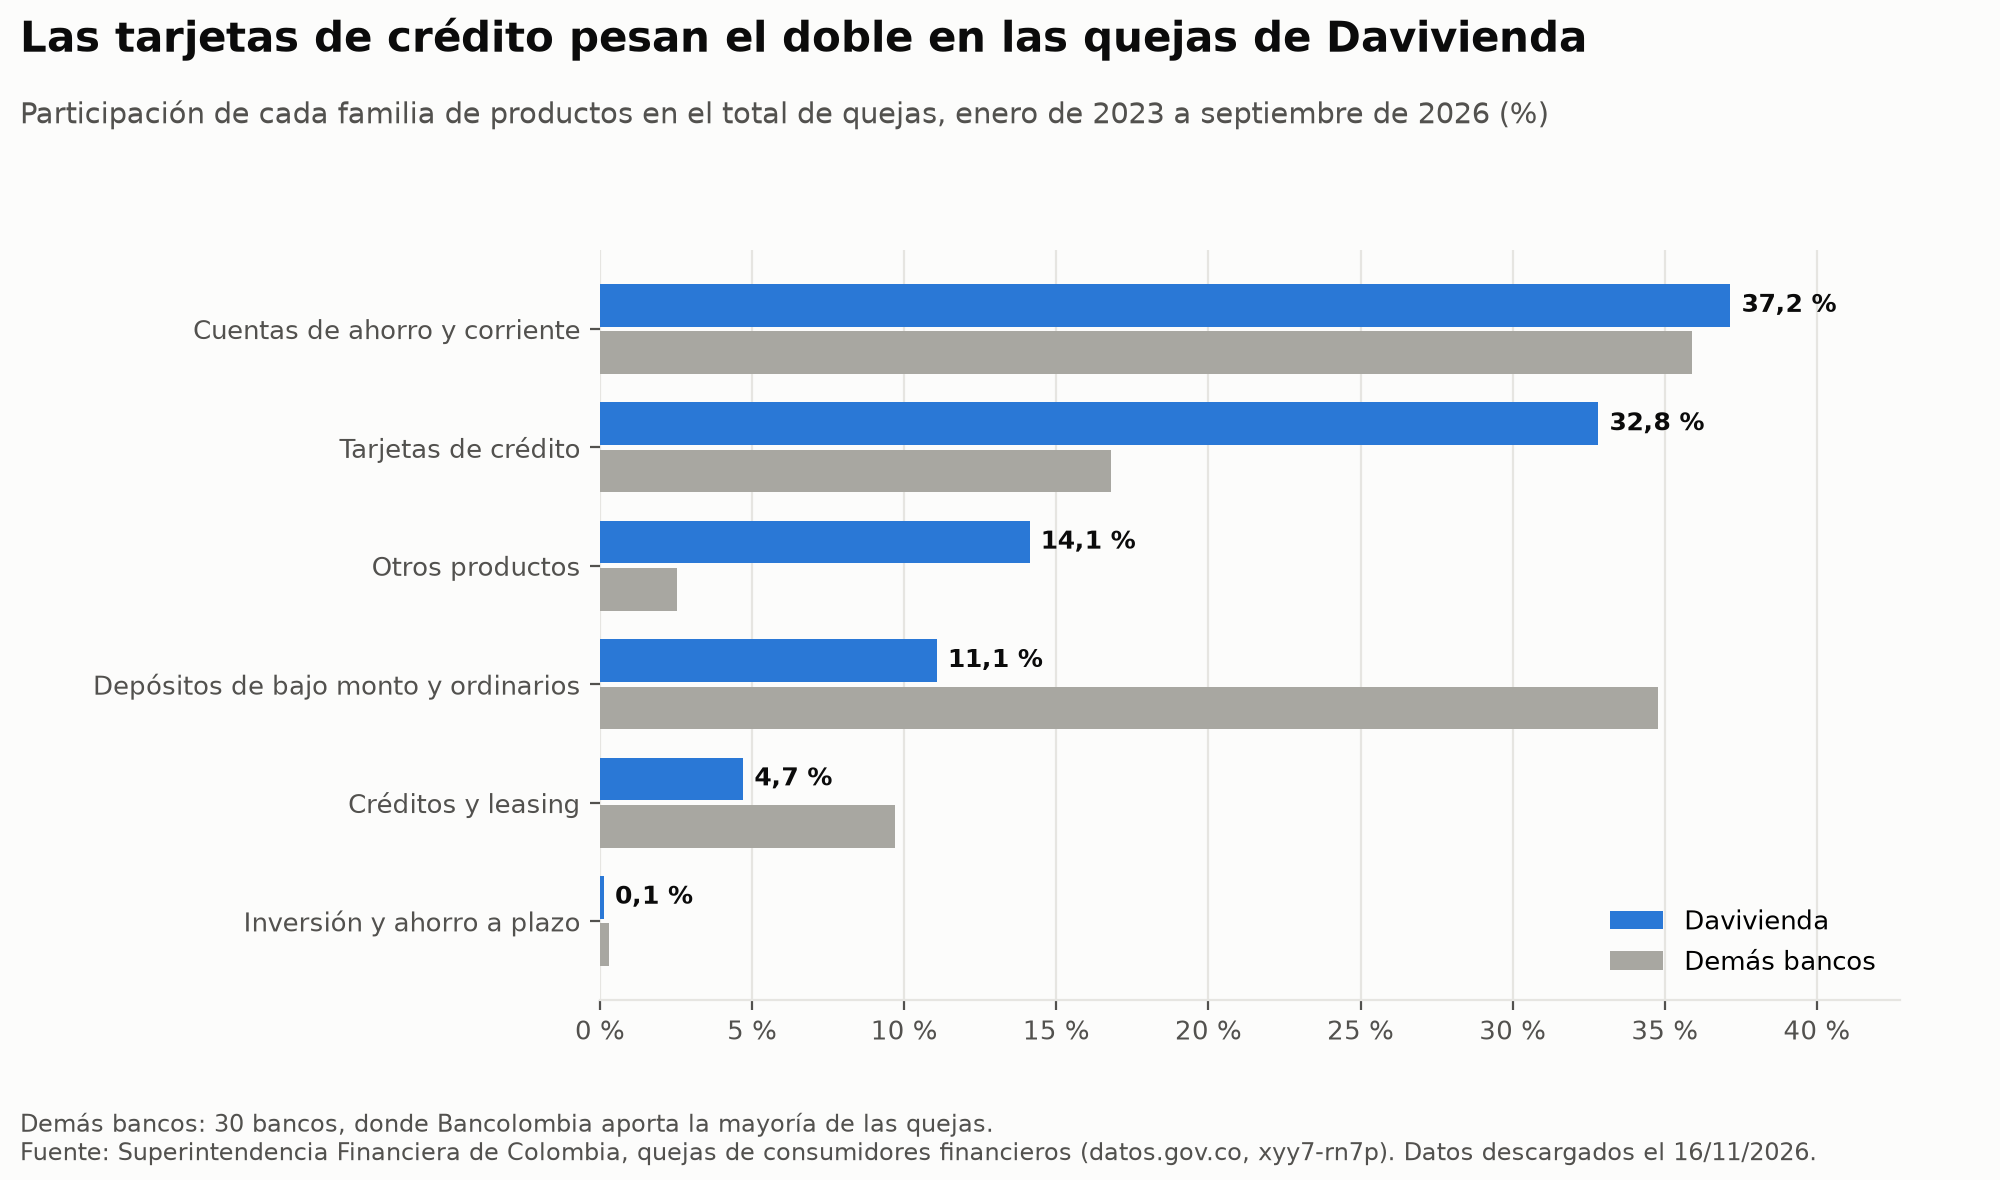 Las tarjetas de crédito pesan el doble en las quejas de Davivienda
Participación de cada familia de productos en el total de quejas, enero de 2023 a septiembre de 2026 (%)
Cuentas de ahorro y corriente
37,2 %
Tarjetas de crédito
32,8 %
Otros productos
14,1 %
Depósitos de bajo monto y ordinarios
11,1 %
Créditos y leasing
4,7 %
Inversión y ahorro a plazo
0,1 %
Davivienda
Demás bancos
0 % 5 % 10 % 15 % 20 % 25 % 30 % 35 % 40 %
Demás bancos: 30 bancos, donde Bancolombia aporta la mayoría de las quejas.
Fuente: Superintendencia Financiera de Colombia, quejas de consumidores financieros (datos.gov.co, xyy7-rn7p). Datos descargados el 16/11/2026.